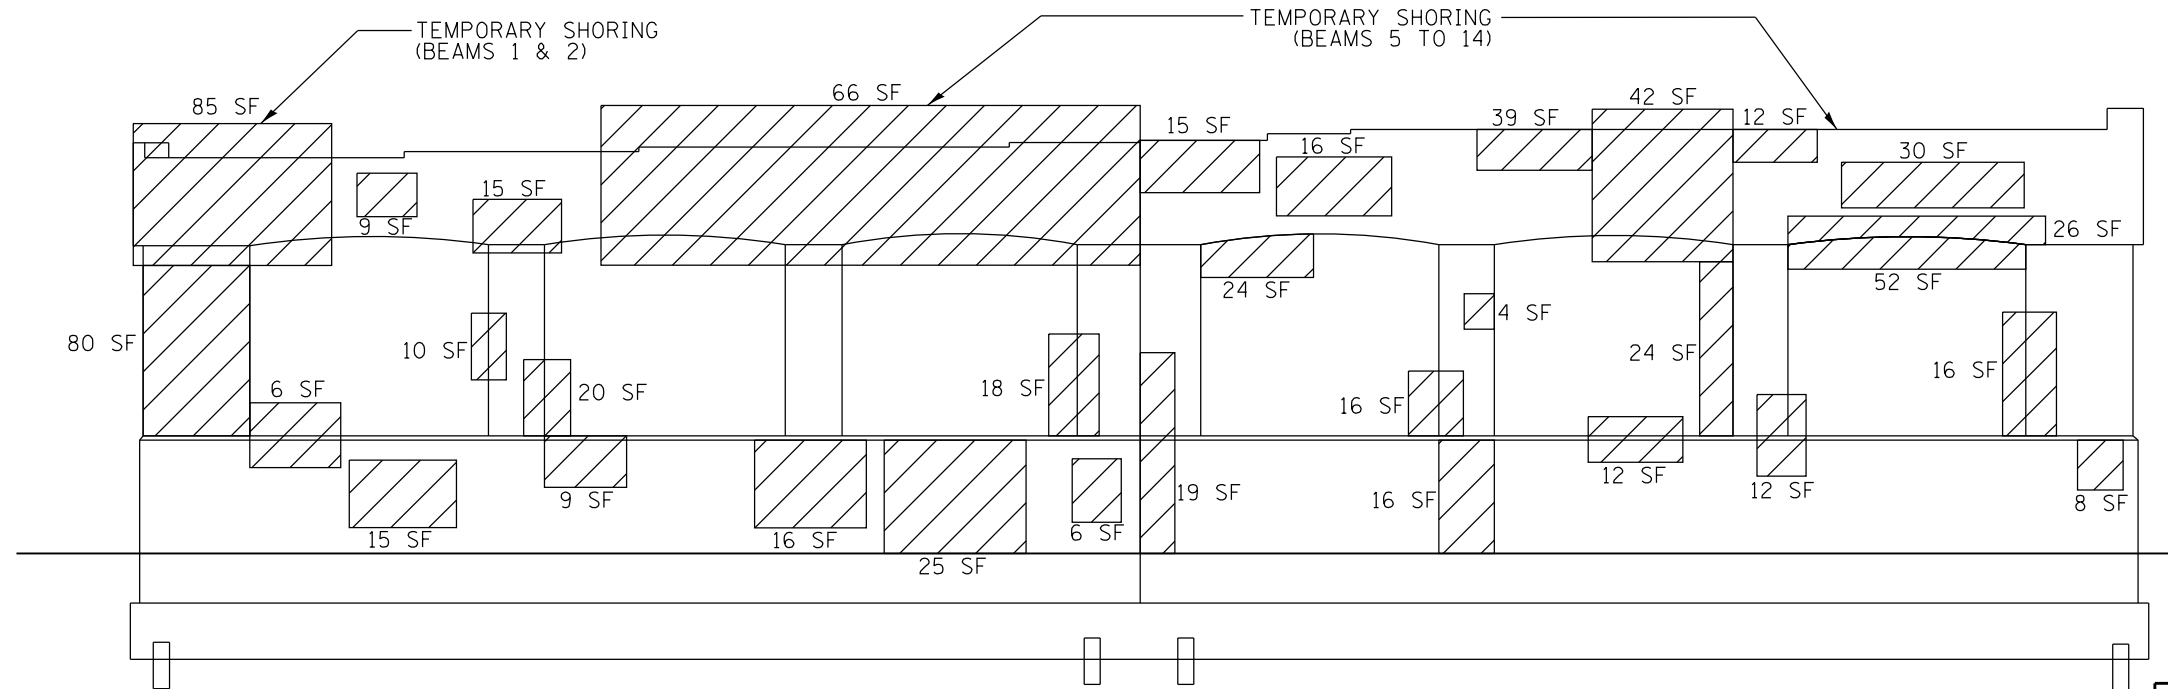 TEMPORARY SHORING
(BEAMS 1 & 2)
TEMPORARY SHORING
(BEAMS 5 TO 14)
85 SF
66 SF
15 SF
39 SF
42 SF
12 SF
16 SF
30 SF
15 SF
9 SF
26 SF
24 SF
52 SF
4 SF
80 SF
10 SF
24 SF
16 SF
6 SF
20 SF
18 SF
16 SF
12 SF
12 SF
9 SF
19 SF
16 SF
8 SF
15 SF
16 SF
6 SF
25 SF